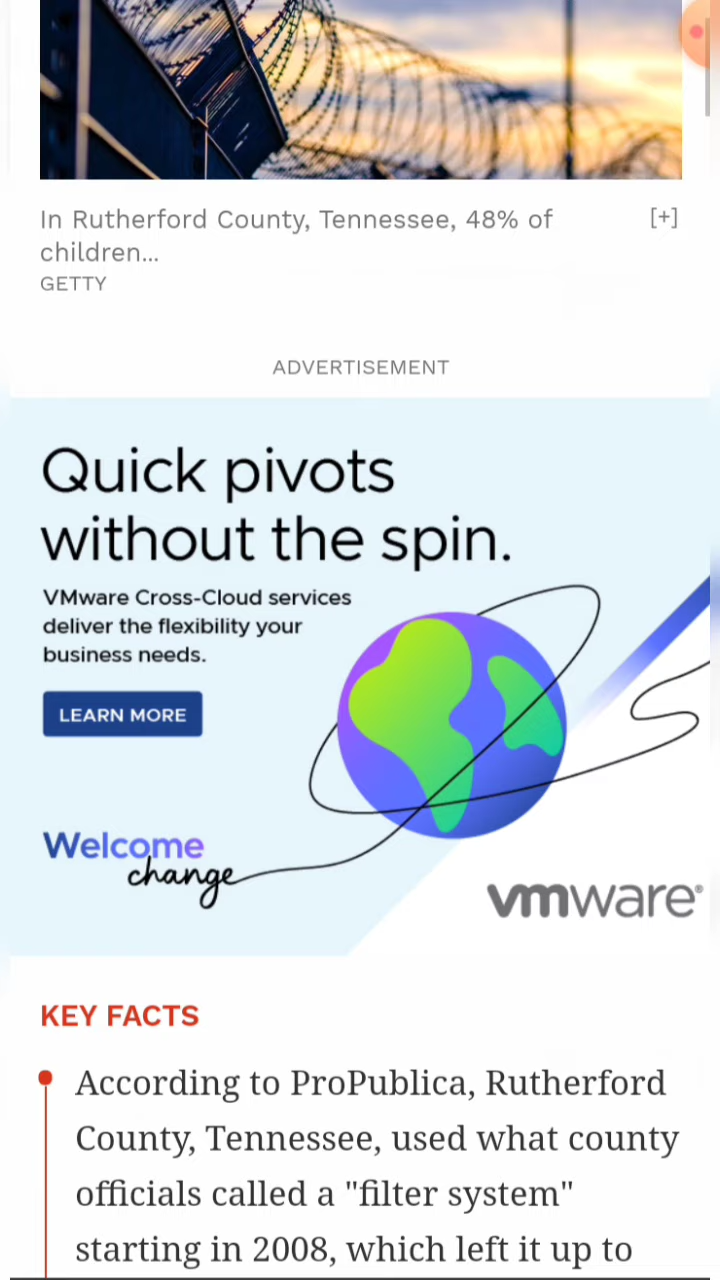 In Rutherford County, Tennessee, 48% of [+]
children...
GETTY
ADVERTISEMENT
Quick pivots
without the spin.
VMware Cross-Cloud services
deliver the flexibility your
business needs.
LEARN MORE
Welcome
change
vmware®
KEY FACTS
According to ProPublica, Rutherford
County, Tennessee, used what county
officials called a "filter system"
starting in 2008, which left it up to